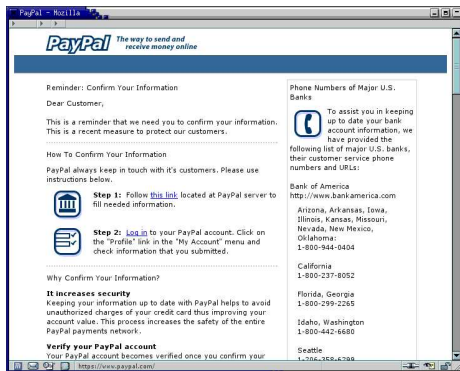 PayPal - Mozilla
PayPal
The way to send and
receive money online
Reminder: Confirm Your Information
Dear Customer,
This is a reminder that we need you to confirm your information.
This is a recent measure to protect our customers.
How To Confirm Your Information
PayPal always keep in touch with it's customers. Please use
instructions below.
Step 1: Follow this link located at PayPal server to
fill needed information.
Step 2: Log in to your PayPal account. Click on
the "Profile" link in the "My Account" menu and
check information that you submitted.
Why Confirm Your Information?
It increases security
Keeping your information up to date with PayPal helps to avoid
unauthorized charges of your credit card thus improving your
account value. This process increases the safety of the entire
PayPal payments network.
Verify your PayPal account
Your PayPal account becomes verified once you confirm your
Phone Numbers of Major U.S.
Banks
To assist you in keeping
up to date your bank
account information, we
have provided the
following list of major U.S. banks,
their customer service phone
numbers and URLs:
Bank of America
http://www.bankamerica.com
Arizona, Arkansas, Iowa,
Illinois, Kansas, Missouri,
Nevada, New Mexico,
Oklahoma:
1-800-944-0404
California
1-800-237-8052
Florida, Georgia
1-800-299-2265
Idaho, Washington
1-800-442-6680
Seattle
1-206-358-6299
https://www.paypal.com/